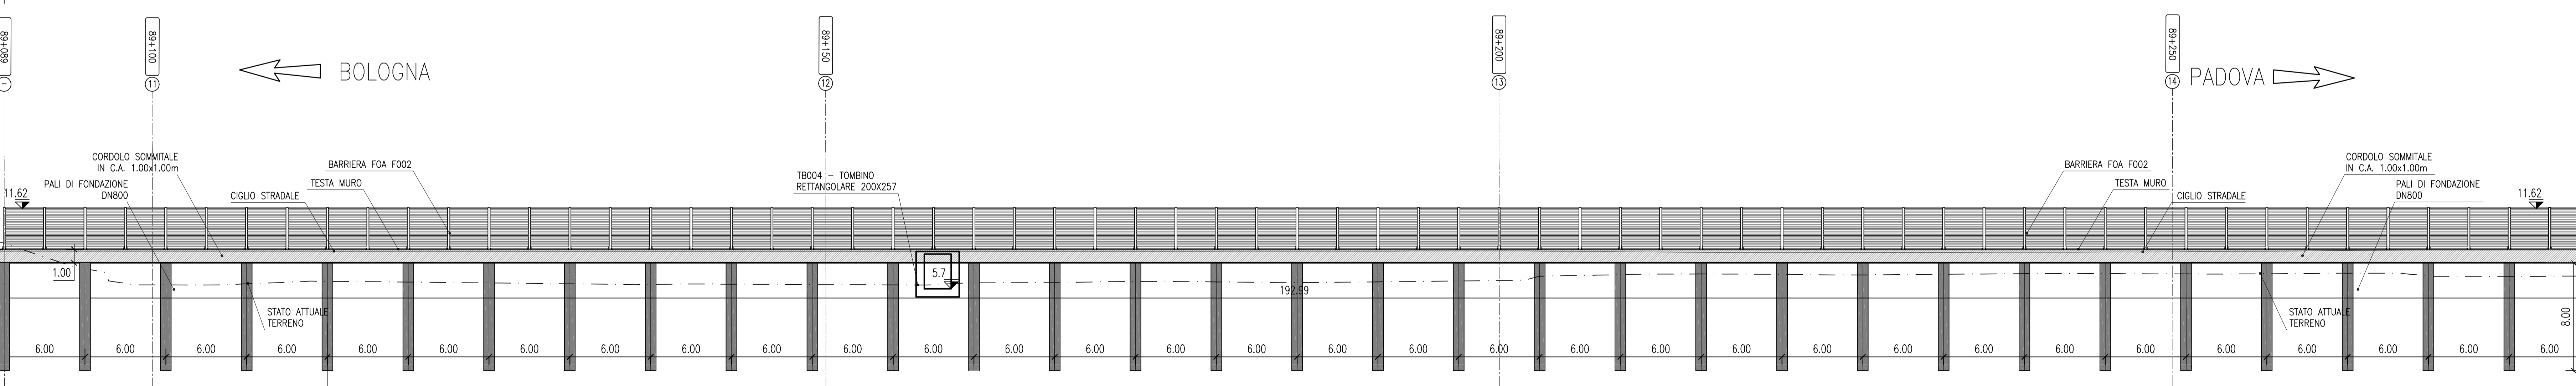 89+089
89+100
89+150
89+200
89+250
-
11
12
13
14
BOLOGNA
PADOVA
CORDOLO SOMMITALE
IN C.A. 1.00x1.00m
PALI DI FONDAZIONE
DN800
11.62
BARRIERA FOA F002
TESTA MURO
CIGLIO STRADALE
TB004 - TOMBINO
RETTANGOLARE 200X257
BARRIERA FOA F002
TESTA MURO
CIGLIO STRADALE
CORDOLO SOMMITALE
IN C.A. 1.00x1.00m
PALI DI FONDAZIONE
DN800
11.62
1.00
5.7
192.99
STATO ATTUALE
TERRENO
STATO ATTUALE
TERRENO
8.00
6.00 6.00 6.00 6.00 6.00 6.00 6.00 6.00 6.00 6.00 6.00 6.00 6.00 6.00 6.00 6.00 6.00 6.00 6.00 6.00 6.00 6.00 6.00 6.00 6.00 6.00 6.00 6.00 6.00 6.00 6.00 6.00